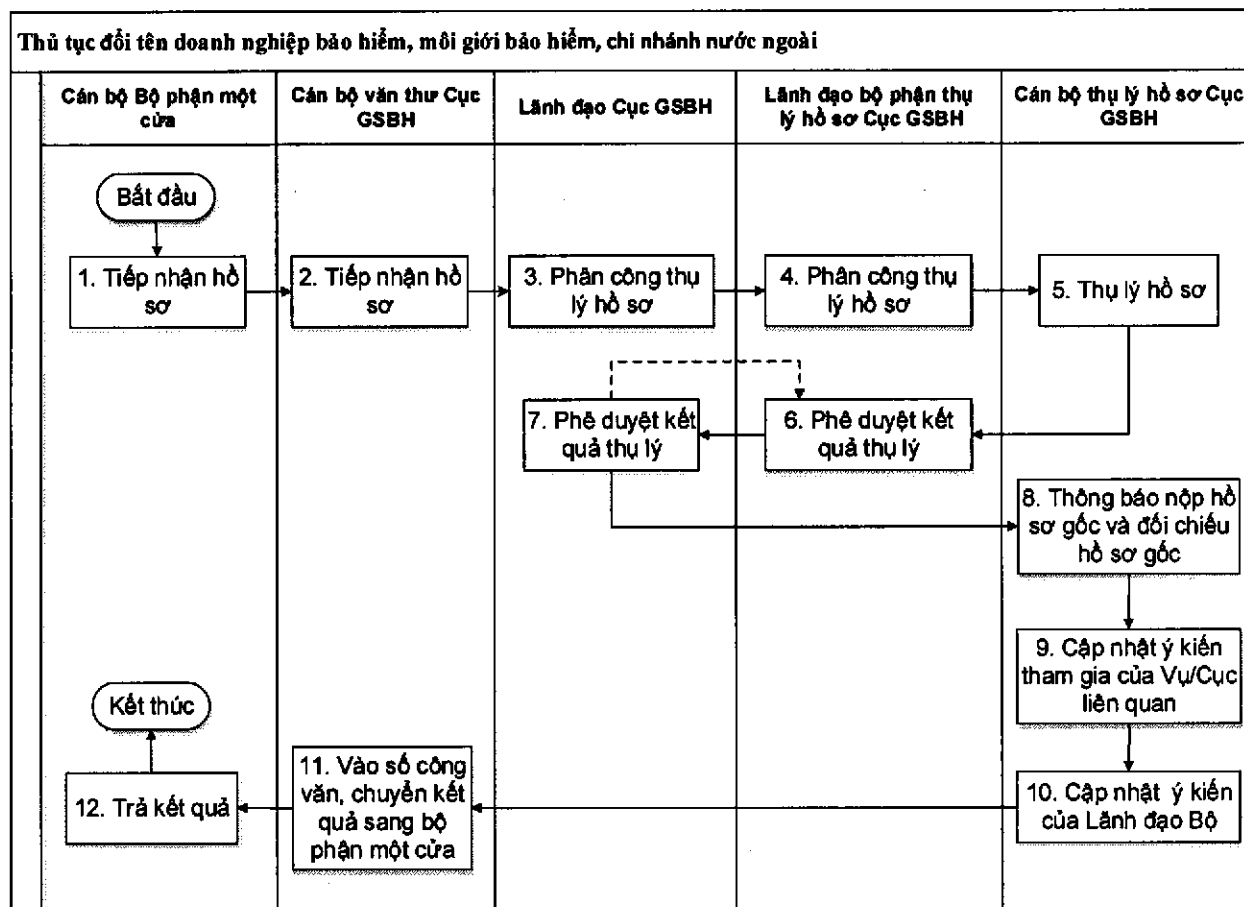 Thủ tục đổi tên doanh nghiệp bảo hiểm, môi giới bảo hiểm, chi nhánh nước ngoài
Cán bộ Bộ phận một
cửa
Cán bộ văn thư Cục
GSBH
Lãnh đạo Cục GSBH
Lãnh đạo bộ phận thụ
lý hồ sơ Cục GSBH
Cán bộ thụ lý hồ sơ Cục
GSBH
Bắt đầu
1. Tiếp nhận hồ
sơ
2. Tiếp nhận hồ
sơ
3. Phân công thụ
lý hồ sơ
4. Phân công thụ
lý hồ sơ
5. Thụ lý hồ sơ
7. Phê duyệt kết
quả thụ lý
6. Phê duyệt kết
quả thụ lý
8. Thông báo nộp hồ
sơ gốc và đối chiếu
hồ sơ gốc
9. Cập nhật ý kiến
tham gia của Vụ/Cục
liên quan
Kết thúc
12. Trả kết quả
11. Vào số công
văn, chuyển kết
quả sang bộ
phận một cửa
10. Cập nhật ý kiến
của Lãnh đạo Bộ